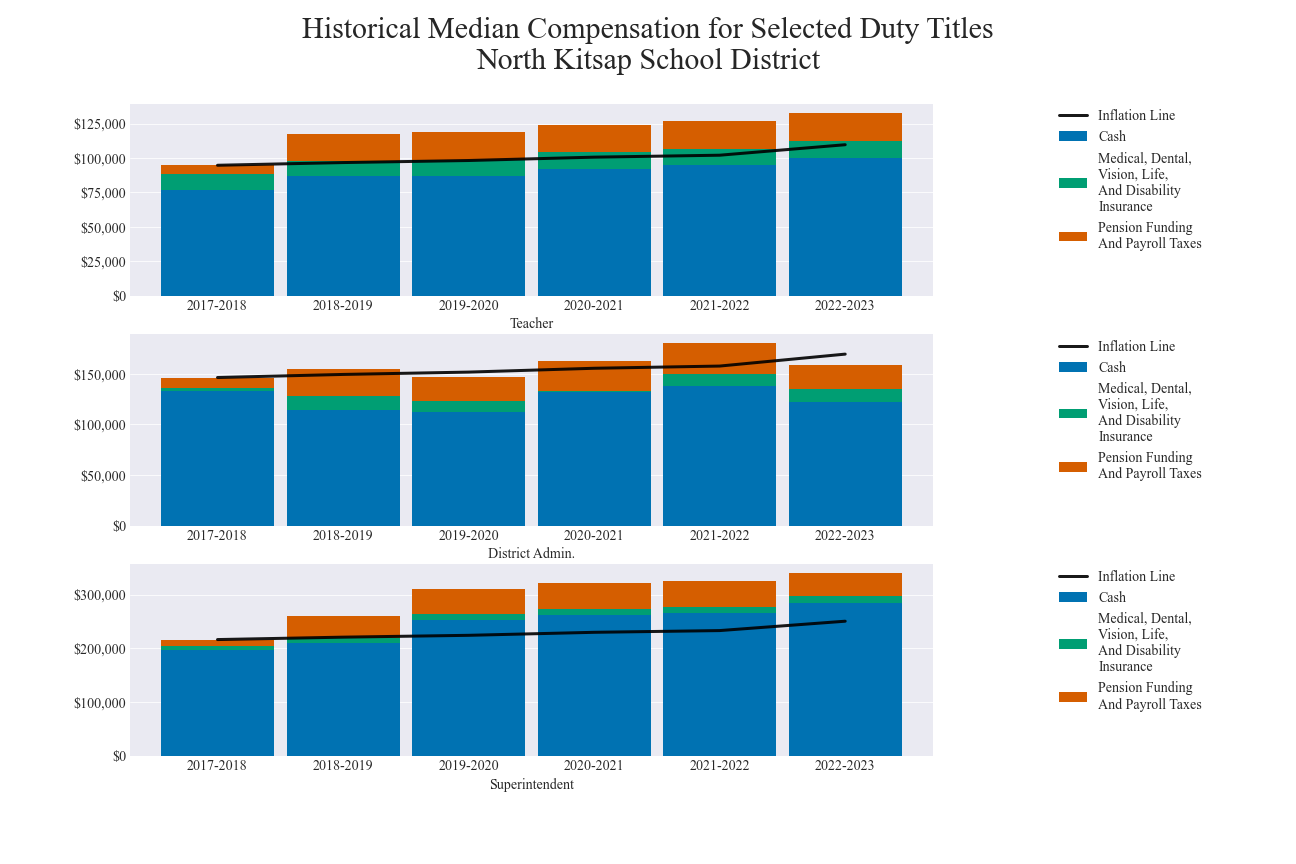 Historical Median Compensation for Selected Duty Titles
North Kitsap School District
$125,000
$100,000
$75,000
$50,000
$25,000
$0
2017-2018 2018-2019 2019-2020 2020-2021 2021-2022 2022-2023
Teacher
Inflation Line
Cash
Medical, Dental,
Vision, Life,
And Disability
Insurance
Pension Funding
And Payroll Taxes
$150,000
$100,000
$50,000
$0
2017-2018 2018-2019 2019-2020 2020-2021 2021-2022 2022-2023
District Admin.
Inflation Line
Cash
Medical, Dental,
Vision, Life,
And Disability
Insurance
Pension Funding
And Payroll Taxes
$300,000
$200,000
$100,000
$0
2017-2018 2018-2019 2019-2020 2020-2021 2021-2022 2022-2023
Superintendent
Inflation Line
Cash
Medical, Dental,
Vision, Life,
And Disability
Insurance
Pension Funding
And Payroll Taxes